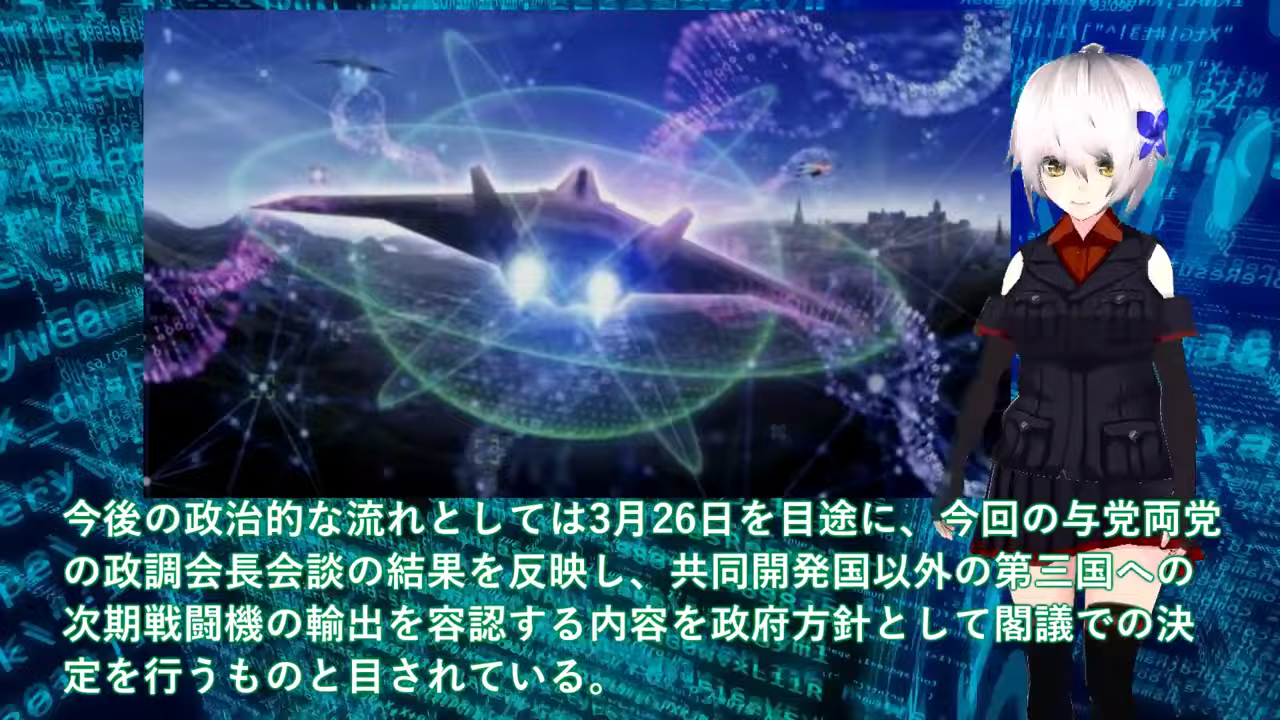 今後の政治的な流れとしては3月26日を目途に、今回の与党両党
の政調会長会談の結果を反映し、共同開発国以外の第三国への
次期戦闘機の輸出を容認する内容を政府方針として閣議での決
定を行うものと目されている。